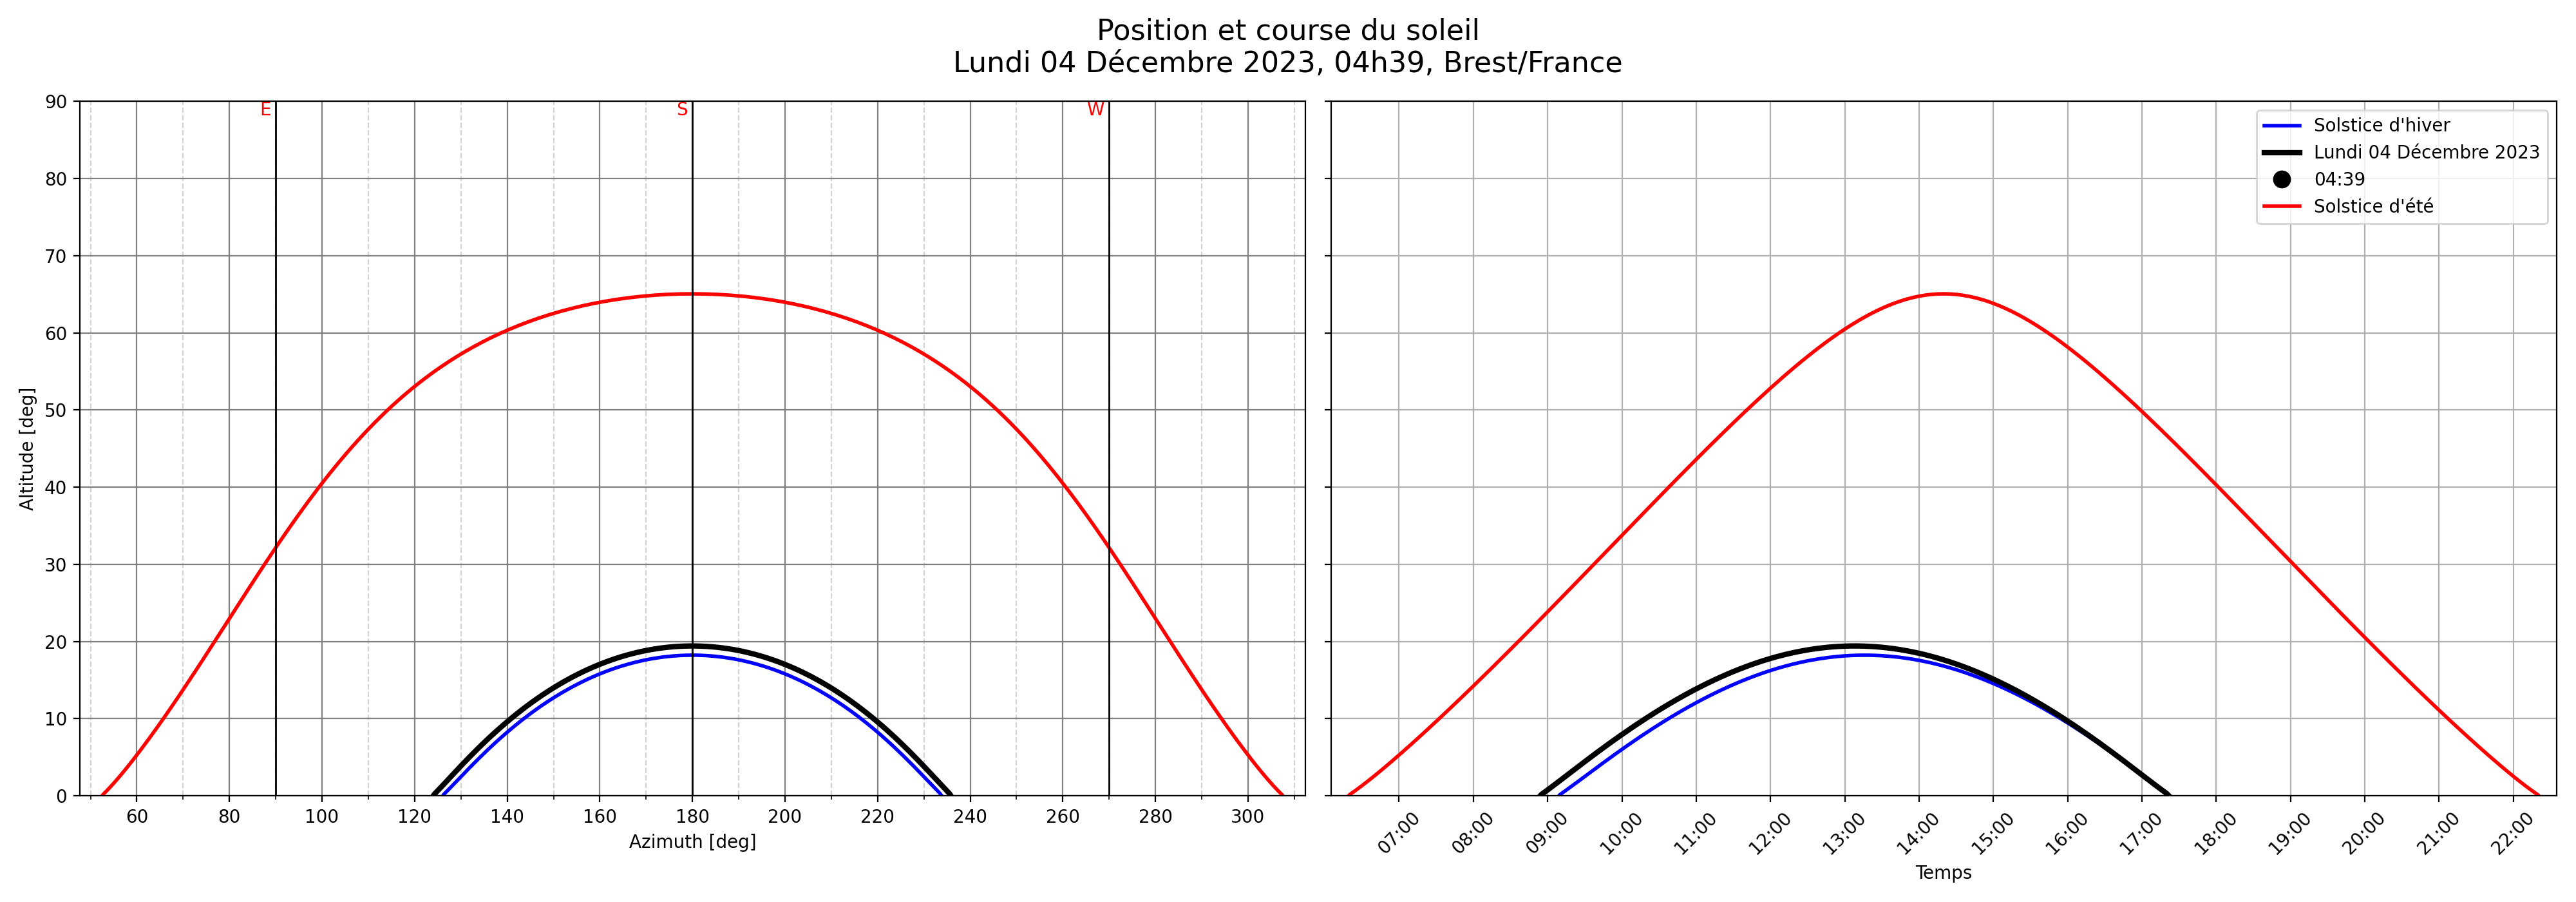 Position et course du soleil
Lundi 04 Décembre 2023, 04h39, Brest/France
E
S
W
90
80
70
60
50
40
30
20
10
0
Altitude [deg]
60 80 100 120 140 160 180 200 220 240 260 280 300
Azimuth [deg]
Solstice d'hiver
Lundi 04 Décembre 2023
04:39
Solstice d'été
07:00 08:00 09:00 10:00 11:00 12:00 13:00 14:00 15:00 16:00 17:00 18:00 19:00 20:00 21:00 22:00
Temps